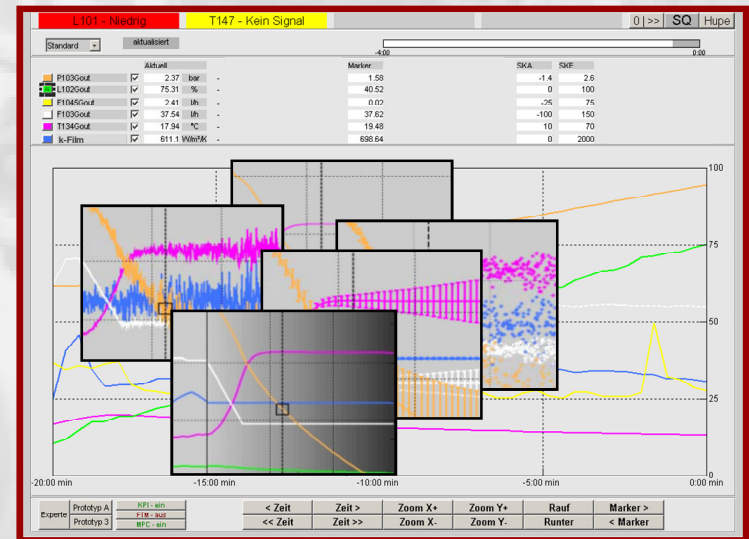 L101 - Niedrig T147 - Kein Signal 0 | >> SQ Hupe
Standard aktualisiert -4:00 0:00
Aktuell Marker SKA SKE
P103Gout 2.37 bar - 1.58 -1.4 2.6
L102Gout 75.31 % - 40.52 0 100
F1045Gout 2.41 l/h - 0.02 -25 75
F103Gout 37.54 l/h - 37.62 -100 150
T134Gout 17.94 °C - 19.48 10 70
k-Film 611.1 W/m²/K 698.64 0 2000
100
75
50
25
0
-20:00 min -15:00 min -10:00 min -5:00 min 0:00 min
Experte Prototyp A KPI - ein < Zeit Zeit > Zoom X+ Zoom Y+ Rauf Marker >
Prototyp 3 FTM - aus MPC - ein << Zeit Zeit >> Zoom X- Zoom Y- Runter < Marker